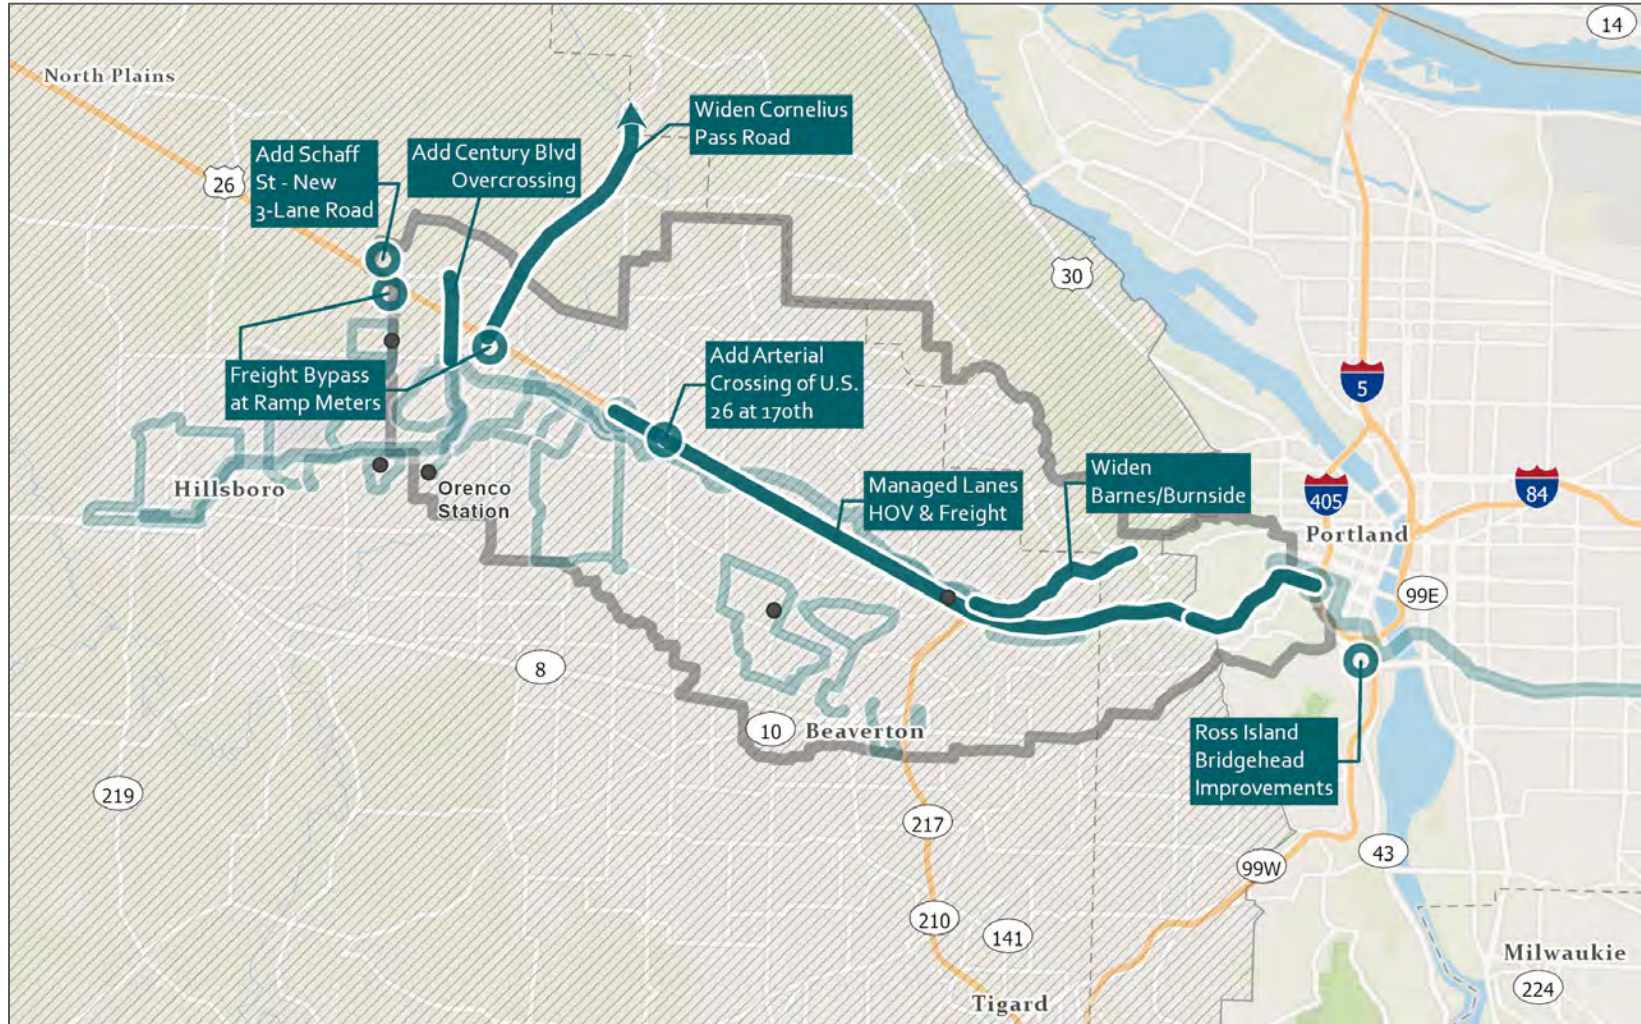 14
North Plains
Widen Cornelius
Pass Road
Add Schaff
St - New
3-Lane Road
Add Century Blvd
Overcrossing
26
30
Freight Bypass
at Ramp Meters
Add Arterial
Crossing of U.S.
26 at 170th
5
Widen
Barnes/Burnside
Managed Lanes
HOV & Freight
405
84
Hillsboro
Orenco
Station
Portland
99E
8
10
Beaverton
Ross Island
Bridgehead
Improvements
219
217
43
99W
210
141
Milwaukie
224
Tigard